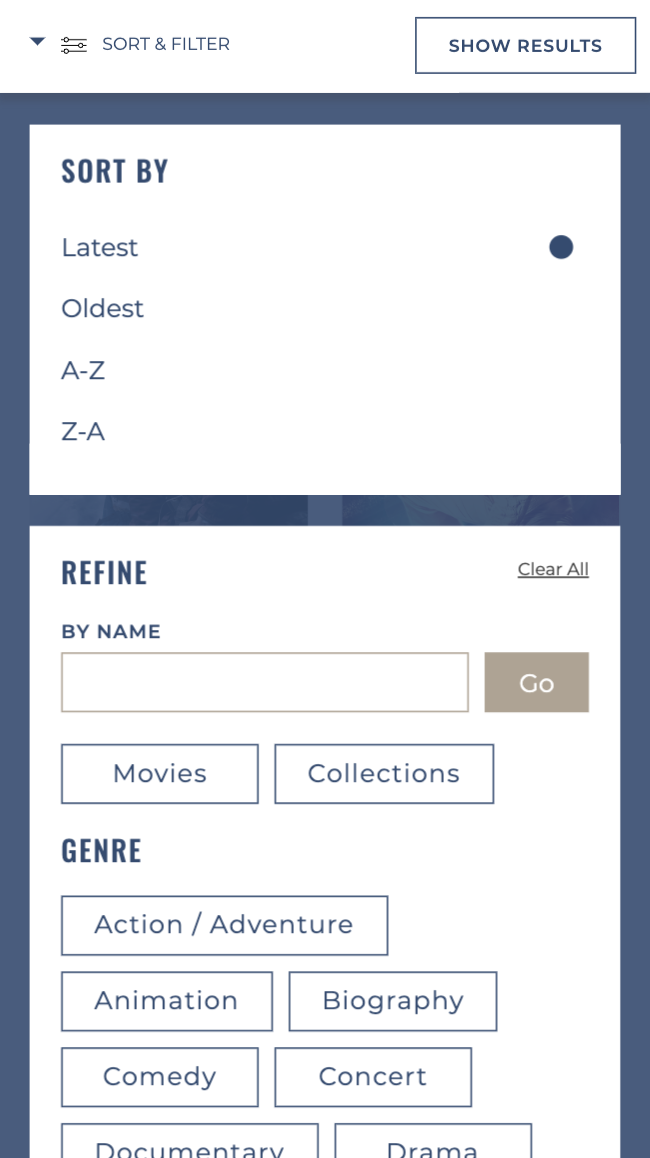 SORT & FILTER
SHOW RESULTS
SORT BY
Latest
Oldest
A-Z
Z-A
REFINE
Clear All
BY NAME
Go
Movies
Collections
GENRE
Action / Adventure
Animation
Biography
Comedy
Concert
Documentary
Drama